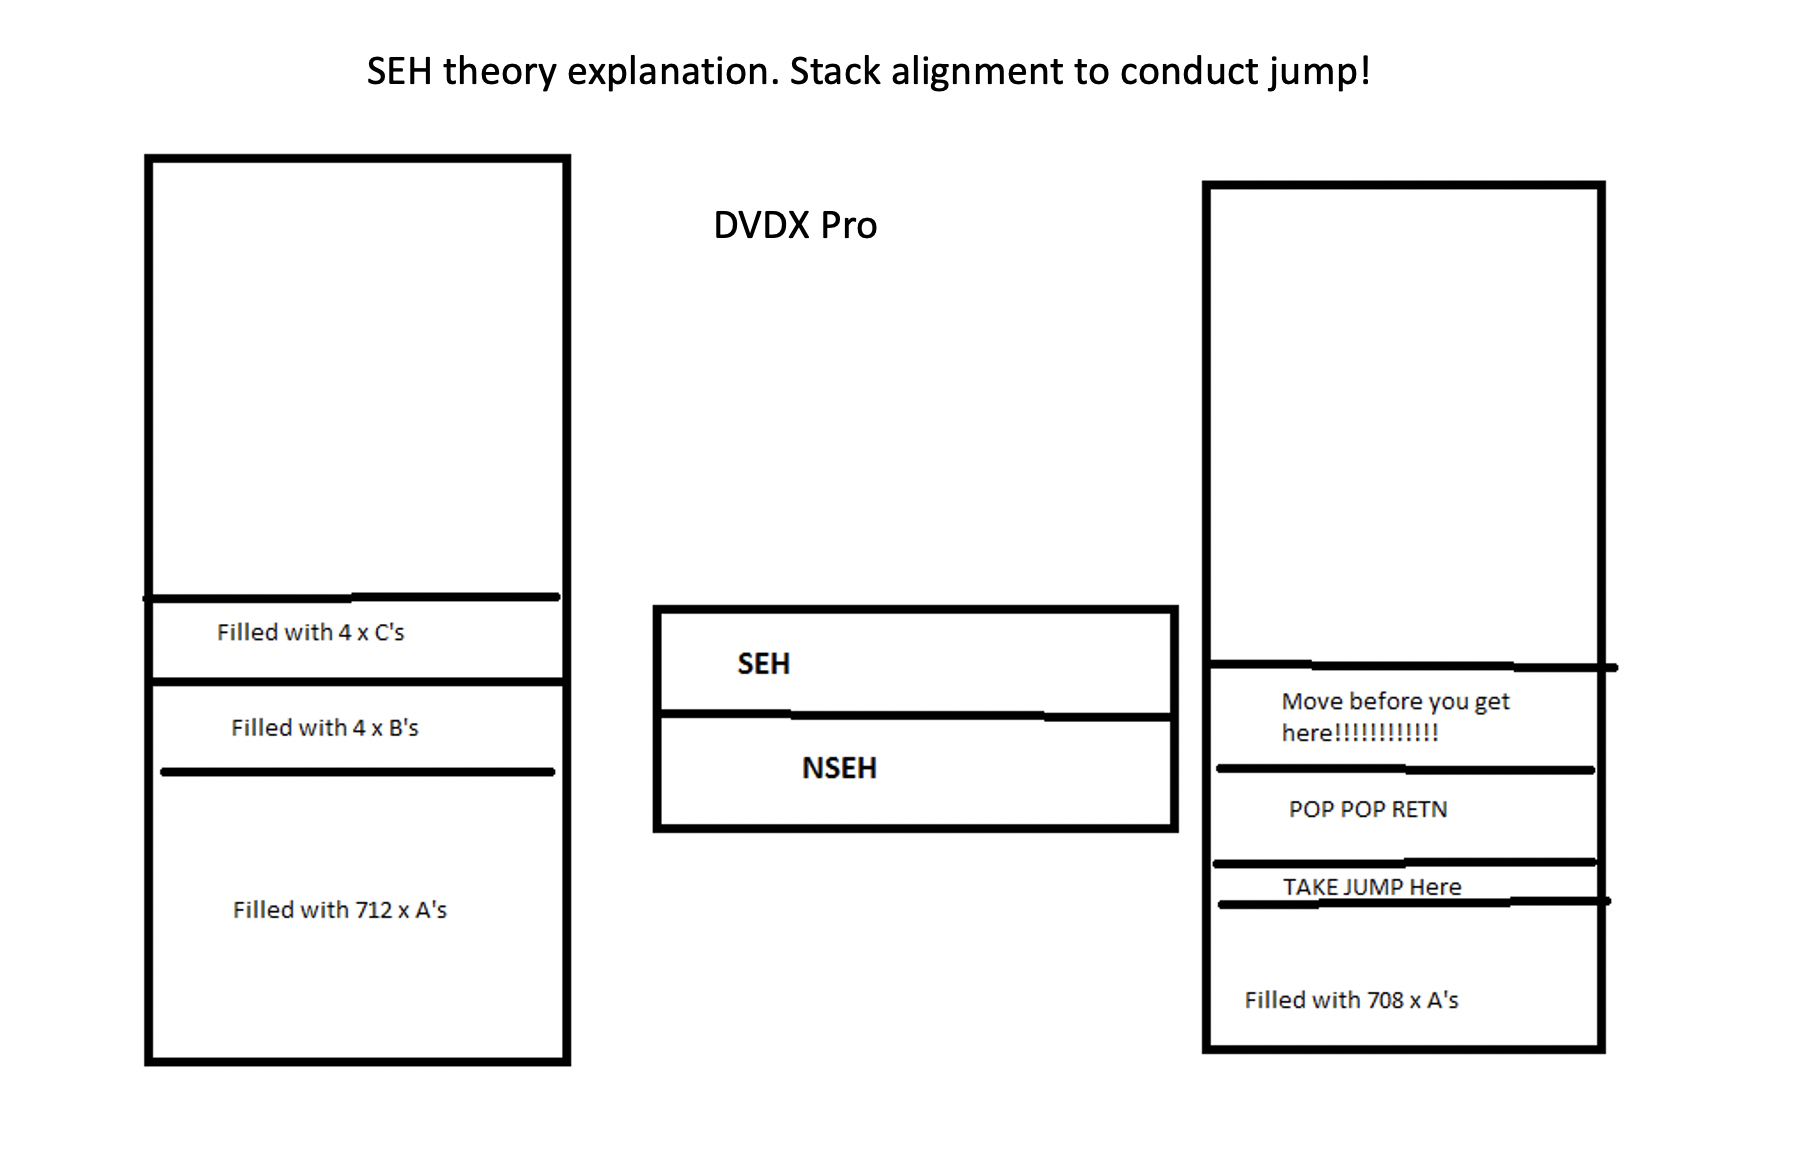 SEH theory explanation. Stack alignment to conduct jump!
DVDX Pro
Filled with 4 x C's
Filled with 4 x B's
Filled with 712 x A's
SEH
NSEH
Move before you get
here!!!!!!!!!!!!!
POP POP RETN
TAKE JUMP Here
Filled with 708 x A's